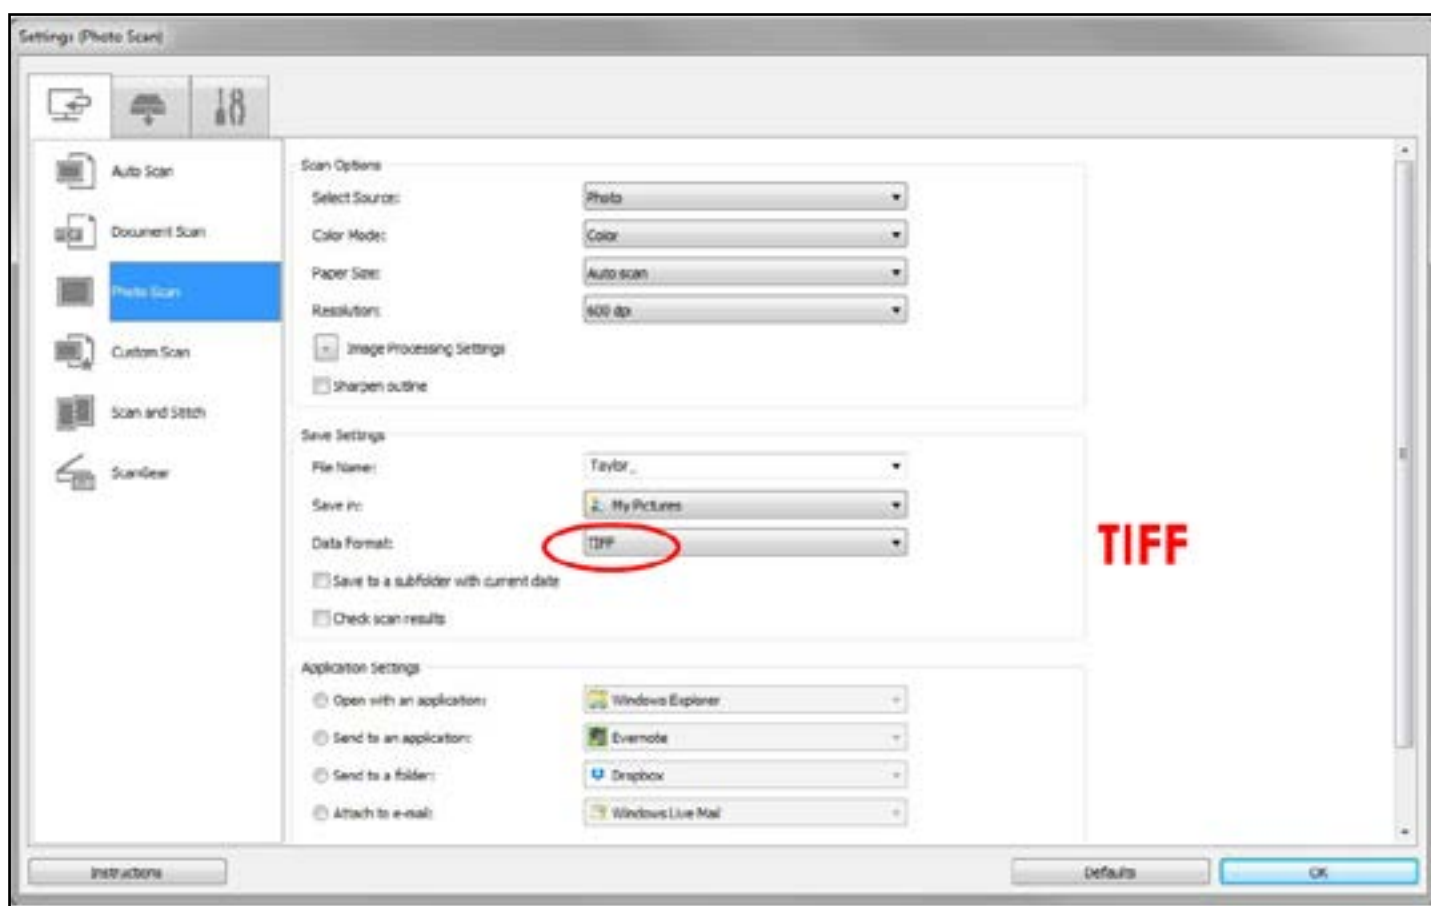 Settings (Photo Scan)
Auto Scan
Document Scan
Photo Scan
Custom Scan
Scan and Stitch
ScanGear
Scan Options
Select Source: Photo
Color Mode: Color
Paper Size: Auto scan
Resolution: 600 dpi
Image Processing Settings
Sharpen outline
Save Settings
File Name: Taylor_
Save in: My Pictures
Data Format: TIFF
TIFF
Save to a subfolder with current date
Check scan results
Application Settings
Open with an application: Windows Explorer
Send to an application: Evernote
Send to a folder: Dropbox
Attach to e-mail: Windows Live Mail
Instructions Defaults OK